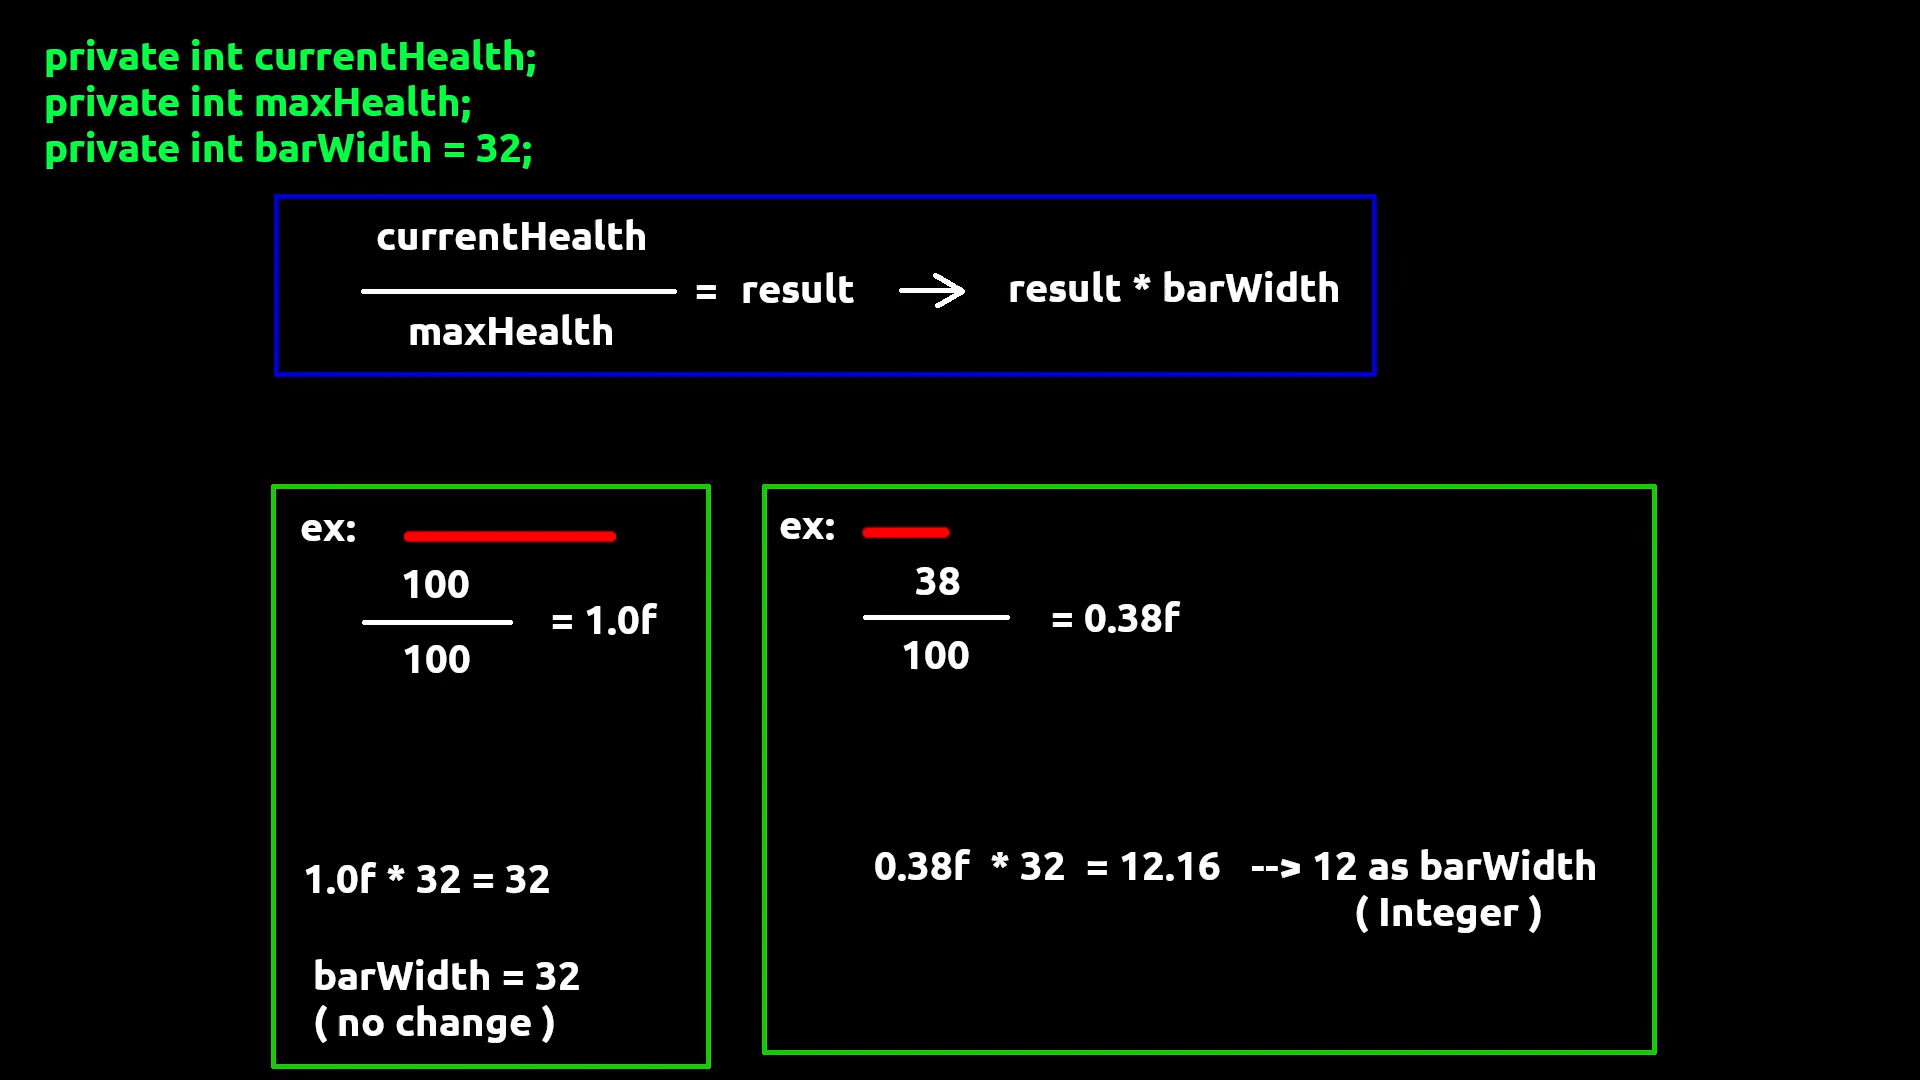 private int currentHealth;
private int maxHealth;
private int barWidth = 32;
currentHealth
maxHealth
= result
result * barWidth
ex:
100
100
= 1.0f
1.0f * 32 = 32
barWidth = 32
( no change )
ex:
38
100
= 0.38f
0.38f * 32 = 12.16 --> 12 as barWidth
( Integer )